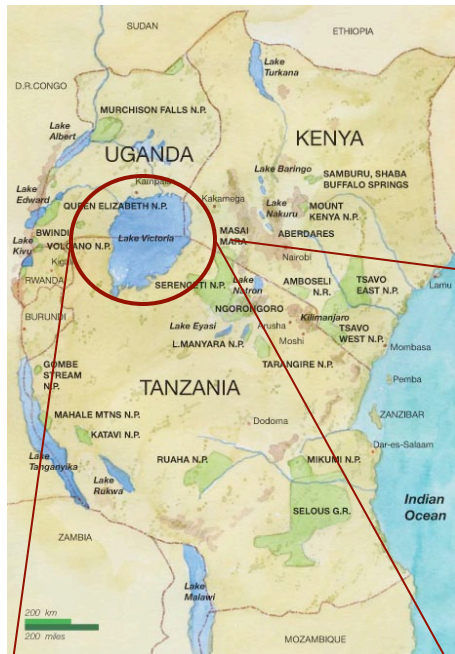 SUDAN
ETHIOPIA
Lake
Turkana
D.R.CONGO
MURCHISON FALLS N.P.
Lake
Albert
KENYA
UGANDA
Lake Baringo
SAMBURU, SHABA
BUFFALO SPRINGS
Kampala
Lake
Edward
QUEEN ELIZABETH N.P.
Kakamega
Lake
Nakuru
MOUNT
KENYA N.P.
BWINDI
Lake Victoria
MASAI
MARA
ABERDARES
Lake
Kivu
VOLCANO N.P.
Nairobi
RWANDA
SERENGETI N.P.
Lake
Natron
AMBOSELI
N.R.
TSAVO
EAST N.P.
Lamu
NGORONGORO
BURUNDI
Kilimanjaro
Lake Eyasi
Arusha
TSAVO
WEST N.P.
L.MANYARA N.P.
Moshi
Mombasa
GOMBE
STREAM
N.P.
TARANGIRE N.P.
TANZANIA
Pemba
MAHALE MTNS N.P.
ZANZIBAR
KATAVI N.P.
Dodoma
Dar-es-Salaam
Lake
Tanganyika
RUAHA N.P.
MIKUMI N.P.
Lake
Rukwa
SELOUS G.R.
Indian
Ocean
ZAMBIA
Lake
Malawi
200 km
200 miles
MOZAMBIQUE